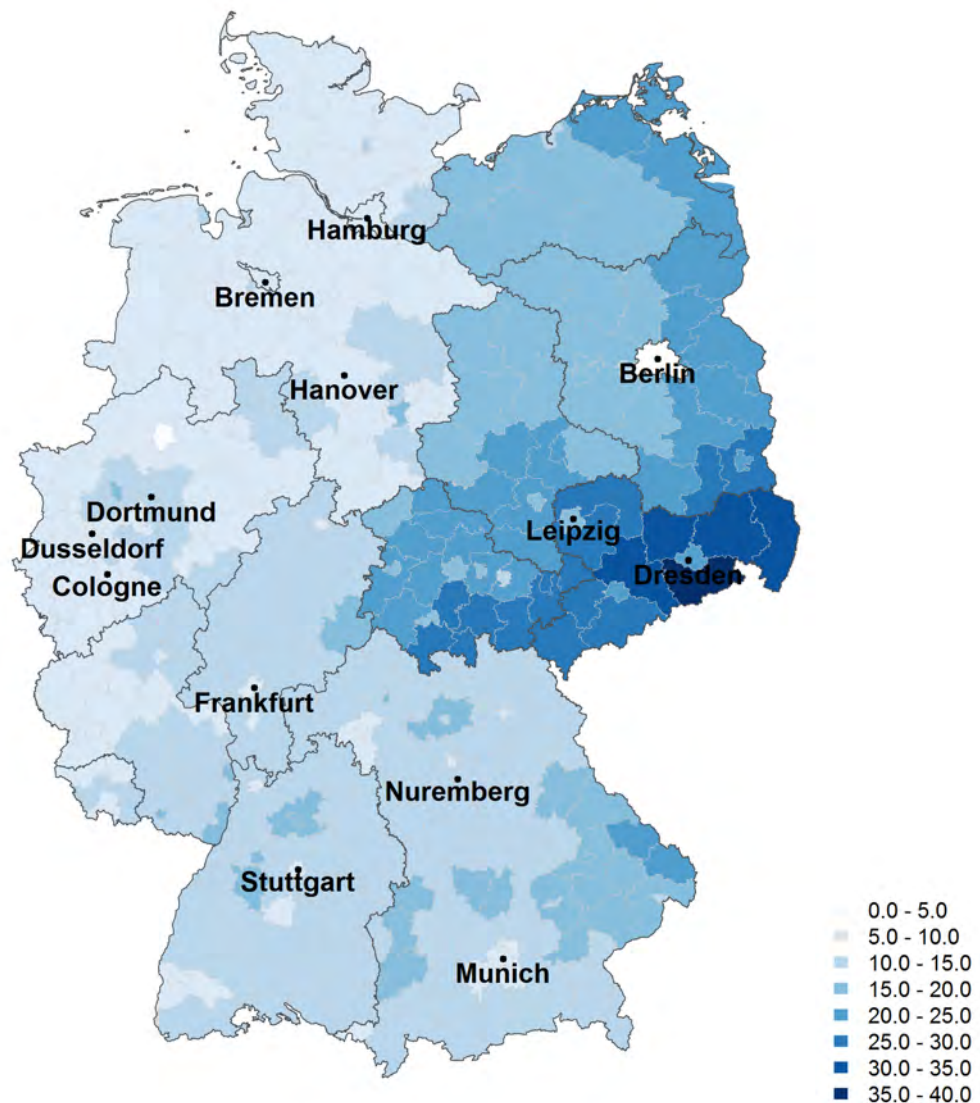 Hamburg
Bremen
Berlin
Hanover
Dortmund
Leipzig
Dusseldorf
Dresden
Cologne
Frankfurt
Nuremberg
Stuttgart
Munich
0.0 - 5.0
5.0 - 10.0
10.0 - 15.0
15.0 - 20.0
20.0 - 25.0
25.0 - 30.0
30.0 - 35.0
35.0 - 40.0